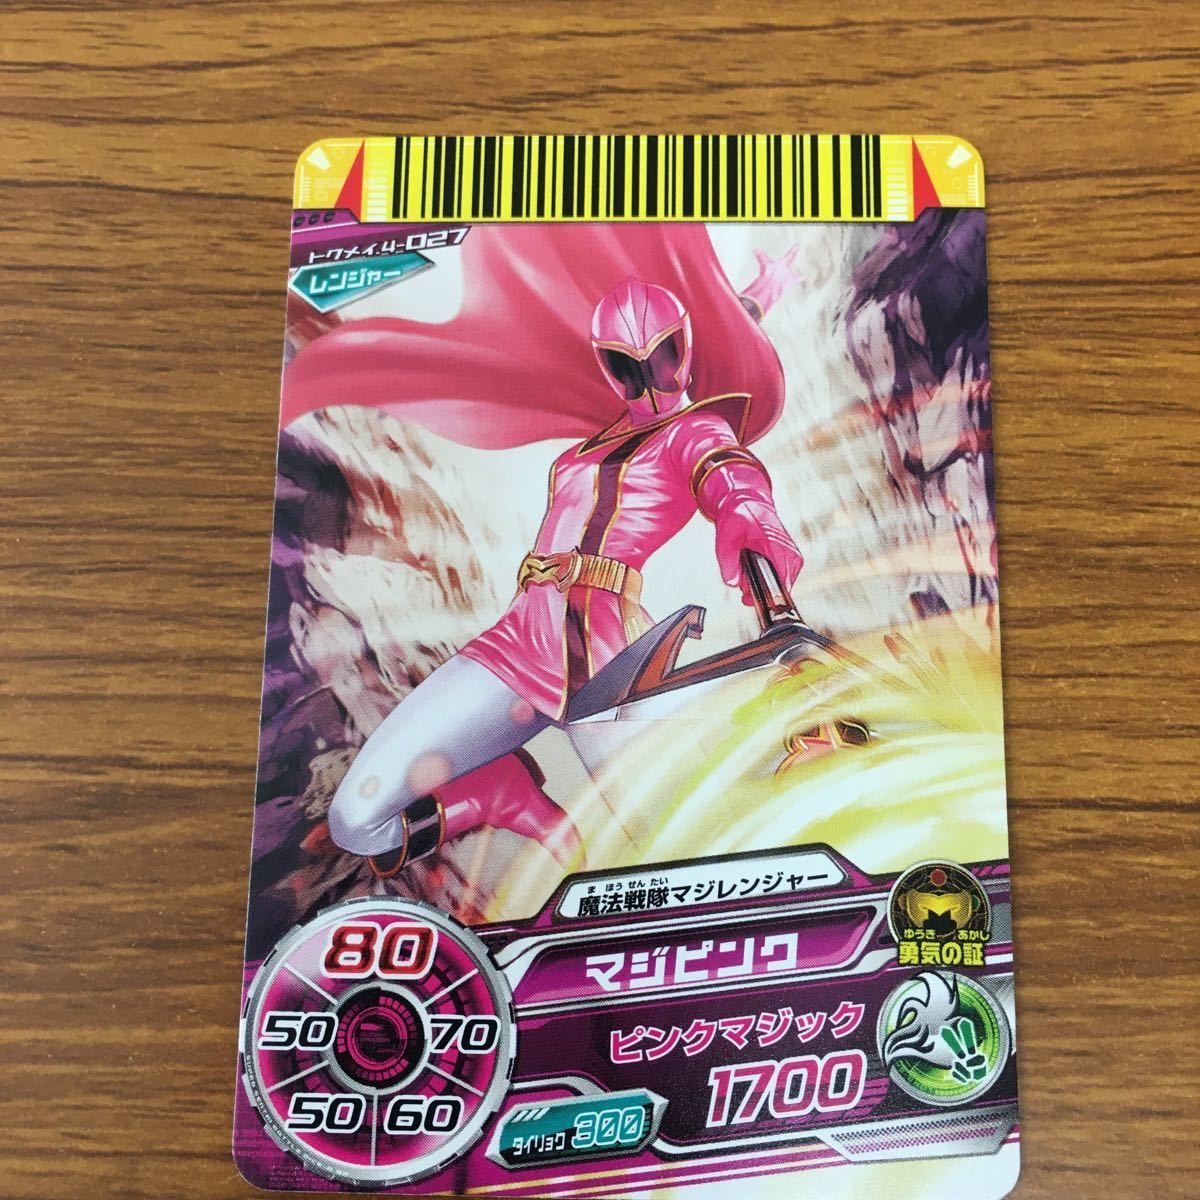 トクメイ.4-027
レンジャー
まほうせんたい
魔法戦隊マジレンジャー
マジピンク
ゆうき あかし
勇気の証
ピンクマジック
1700
タイリョク 300
80
50
70
50
60